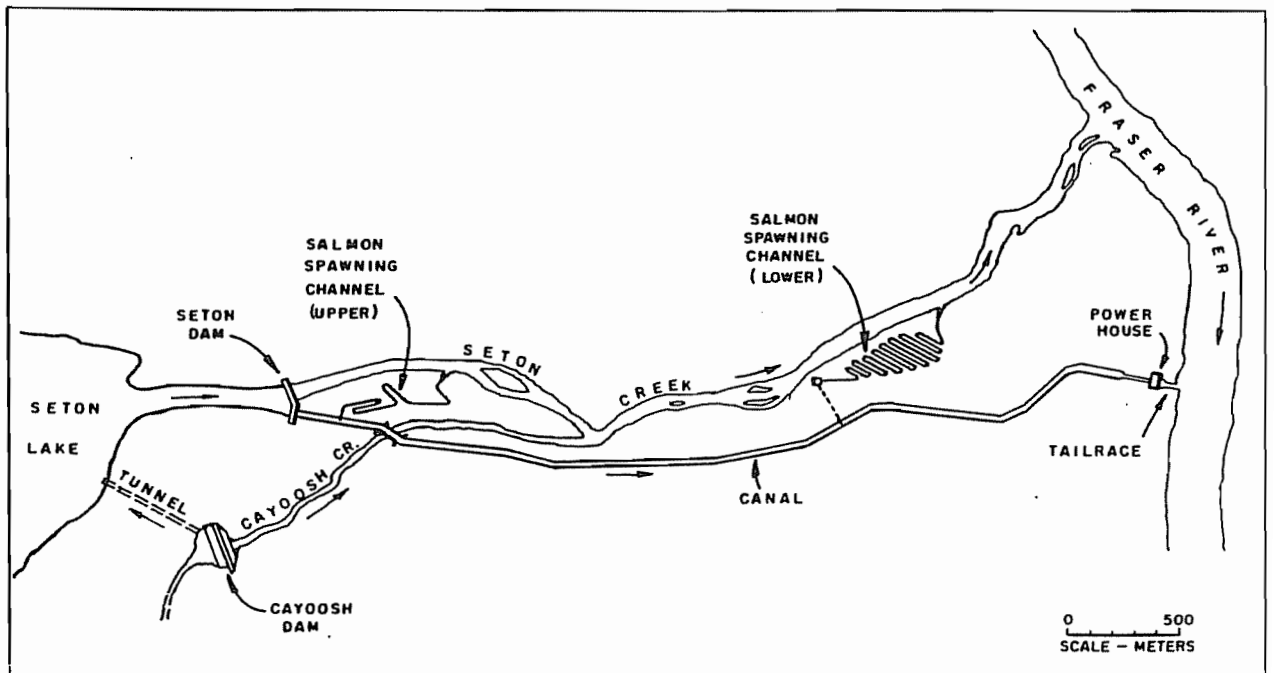 FRASER RIVER
SALMON
SPAWNING
CHANNEL
(LOWER)
SALMON
SPAWNING
CHANNEL
(UPPER)
SETON
DAM
POWER
HOUSE
SETON
CREEK
SETON
LAKE
TAILRACE
CAYOOSH CR.
TUNNEL
CANAL
CAYOOSH
DAM
0 500
SCALE – METERS